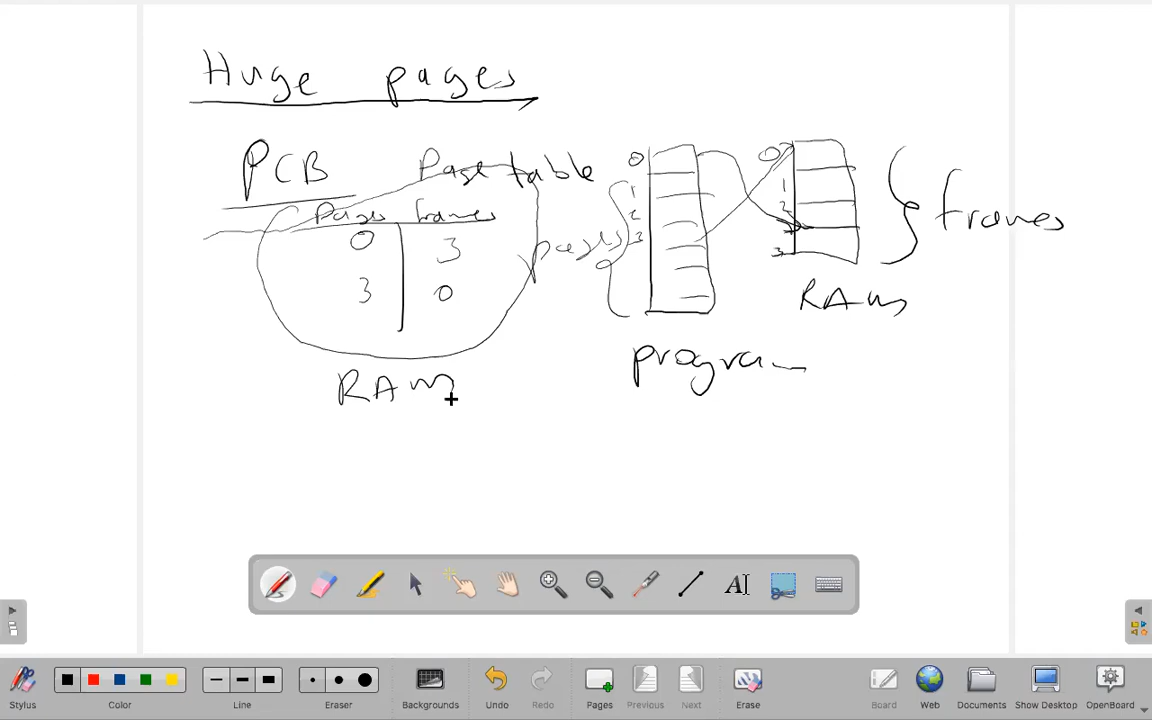 Huge pages
PCB Page table
Pages frames
0 3
3 0
RAM
pages
0
1
2
3
program
0
1
2
3
frames
RAM
Stylus Color Line Eraser Backgrounds Undo Redo Pages Previous Next Erase Board Web Documents Show Desktop OpenBoard